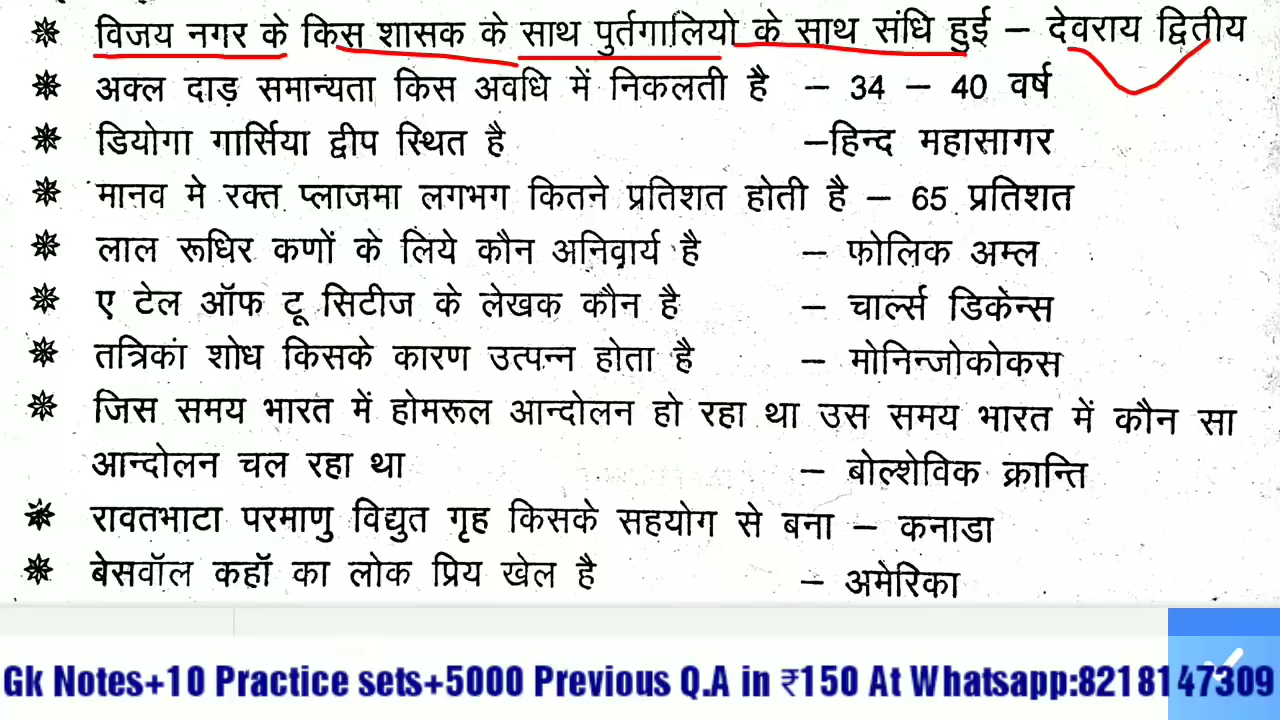 विजय नगर के किस शासक के साथ पुर्तगालियो के साथ संधि हुई – देवराय द्वितीय
अक्ल दाड़ समान्यता किस अवधि में निकलती है – 34 – 40 वर्ष
डियोगा गार्सिया द्वीप स्थित है –हिन्द महासागर
मानव मे रक्त प्लाजमा लगभग कितने प्रतिशत होती है – 65 प्रतिशत
लाल रूधिर कणों के लिये कौन अनिवार्य है – फोलिक अम्ल
ए टेल ऑफ टू सिटीज के लेखक कौन है – चार्ल्स डिकेन्स
तत्रिकां शोध किसके कारण उत्पन्न होता है – मोनिन्जोकोकस
जिस समय भारत में होमरूल आन्दोलन हो रहा था उस समय भारत में कौन सा
आन्दोलन चल रहा था – बोल्शेविक क्रान्ति
रावतभाटा परमाणु विद्युत गृह किसके सहयोग से बना – कनाडा
बेसवॉल कहॉ का लोक प्रिय खेल है – अमेरिका
Gk Notes+10 Practice sets+5000 Previous Q.A in ₹150 At Whatsapp:8218147309